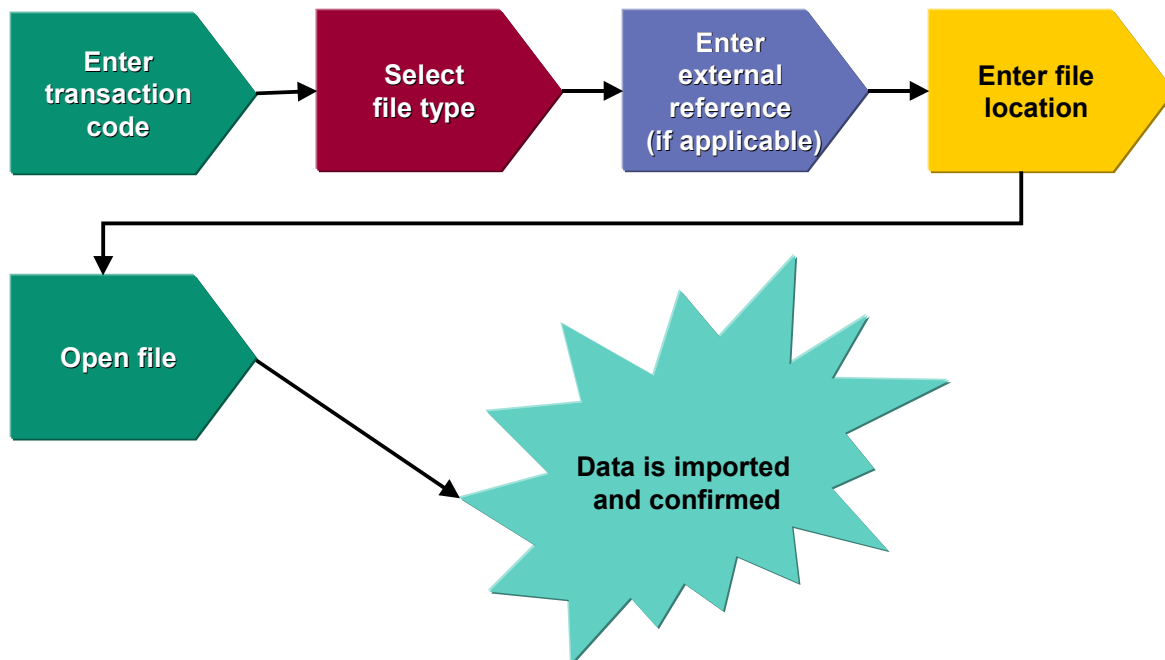 Enter
transaction
code
Select
file type
Enter
external
reference
(if applicable)
Enter file
location
Open file
Data is imported
and confirmed